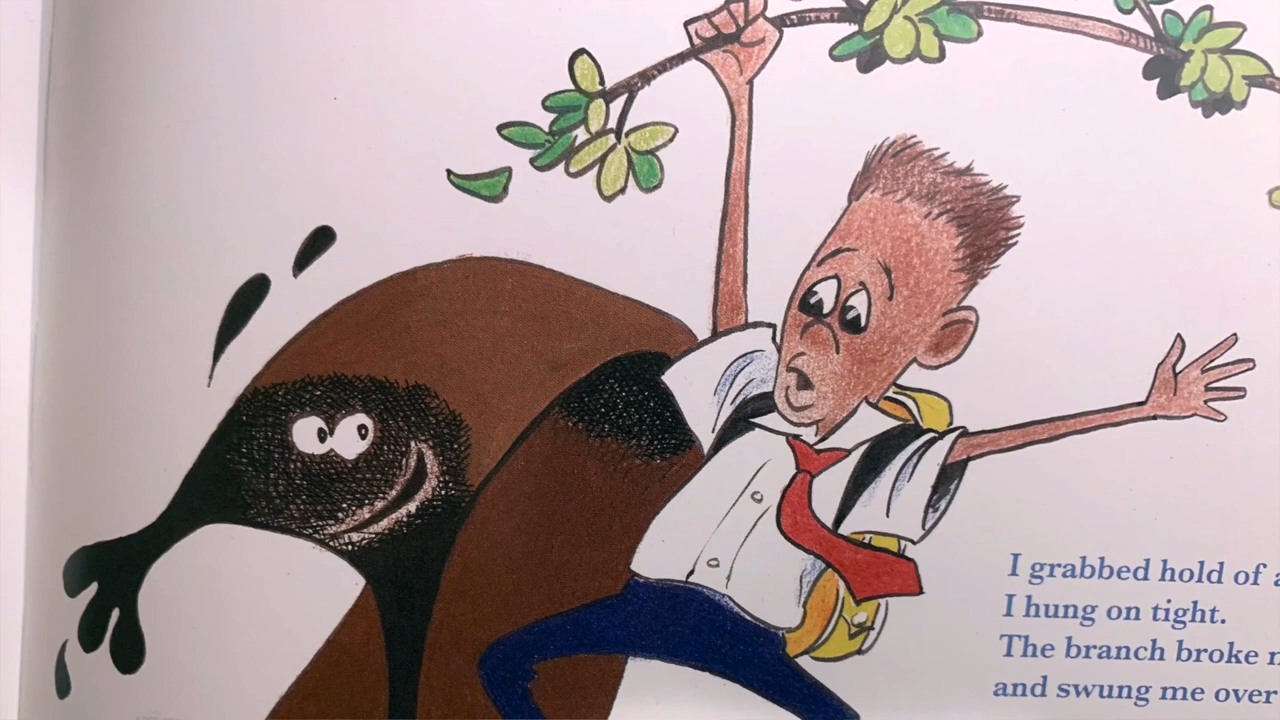 I grabbed hold of a
I hung on tight.
The branch broke
and swung me over